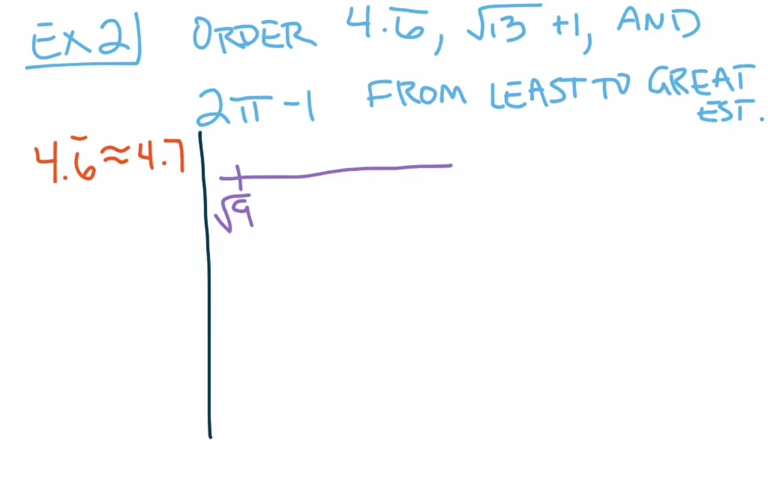 Ex 2) ORDER 4.6̅, √13 +1, AND
2π -1 FROM LEAST TO GREAT
EST.
4.6̅ ≈ 4.7
√9